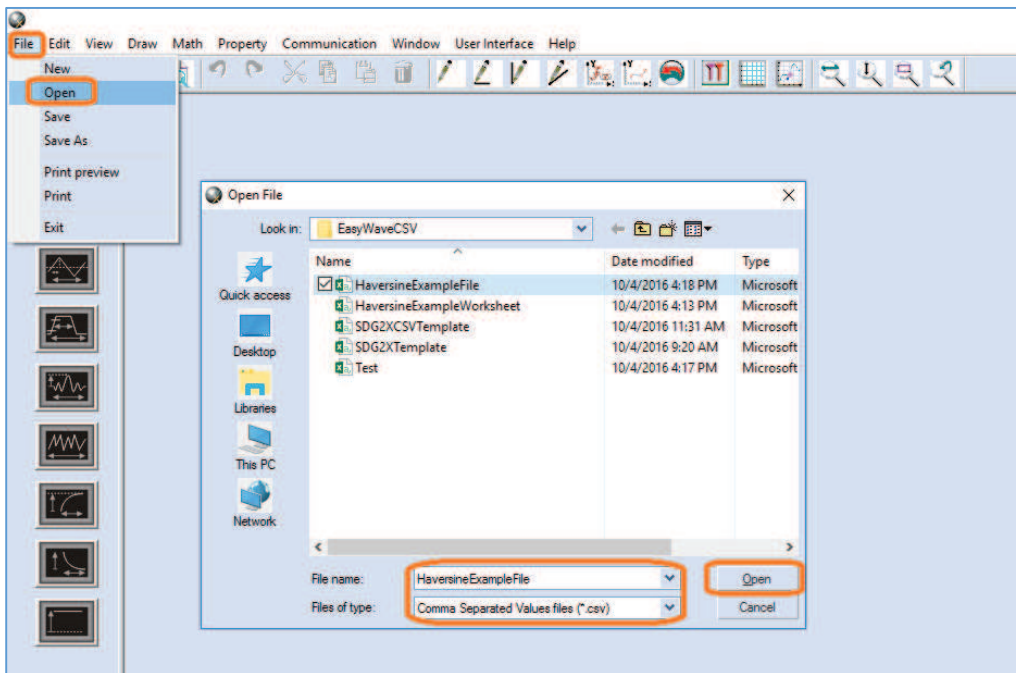 File Edit View Draw Math Property Communication Window User Interface Help
New
Open
Save
Save As
Print preview
Print
Exit
Open File
Look in: EasyWaveCSV
Name Date modified Type
HaversineExampleFile 10/4/2016 4:18 PM Microsoft
HaversineExampleWorksheet 10/4/2016 4:13 PM Microsoft
SDG2XCSVTemplate 10/4/2016 11:31 AM Microsoft
SDG2XTemplate 10/4/2016 9:20 AM Microsoft
Test 10/4/2016 4:17 PM Microsoft
Quick access
Desktop
Libraries
This PC
Network
File name: HaversineExampleFile Open
Files of type: Comma Separated Values files (*.csv) Cancel